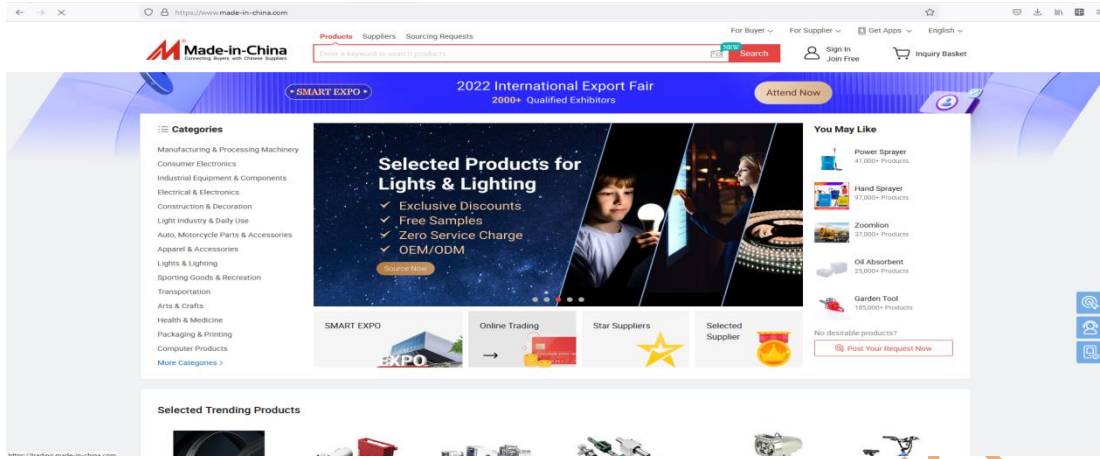 https://www.made-in-china.com
For Buyer
For Supplier
Get Apps
English
Products Suppliers Sourcing Requests
Made-in-China
Connecting Buyers with Chinese Suppliers
Enter a keyword to search products
NEW
Search
Sign In
Join Free
Inquiry Basket
• SMART EXPO •
2022 International Export Fair
2000+ Qualified Exhibitors
Attend Now
Categories
Manufacturing & Processing Machinery
Consumer Electronics
Industrial Equipment & Components
Electrical & Electronics
Construction & Decoration
Light Industry & Daily Use
Auto, Motorcycle Parts & Accessories
Apparel & Accessories
Lights & Lighting
Sporting Goods & Recreation
Transportation
Arts & Crafts
Health & Medicine
Packaging & Printing
Computer Products
More Categories >
Selected Products for
Lights & Lighting
✓ Exclusive Discounts
✓ Free Samples
✓ Zero Service Charge
✓ OEM/ODM
Source Now
SMART EXPO
EXPO
Online Trading
Star Suppliers
Selected
Supplier
You May Like
Power Sprayer
41,000+ Products
Hand Sprayer
97,000+ Products
Zoomlion
37,000+ Products
Oil Absorbent
25,000+ Products
Garden Tool
185,000+ Products
No desirable products?
Post Your Request Now
Selected Trending Products
https://trading.made-in-china.com